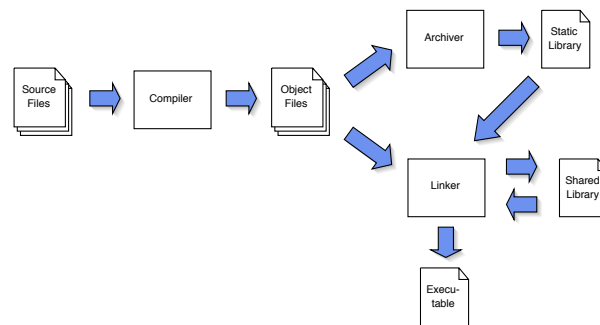 Archiver
Static
Library
Source
Files
Compiler
Object
Files
Linker
Shared
Library
Execu-
table